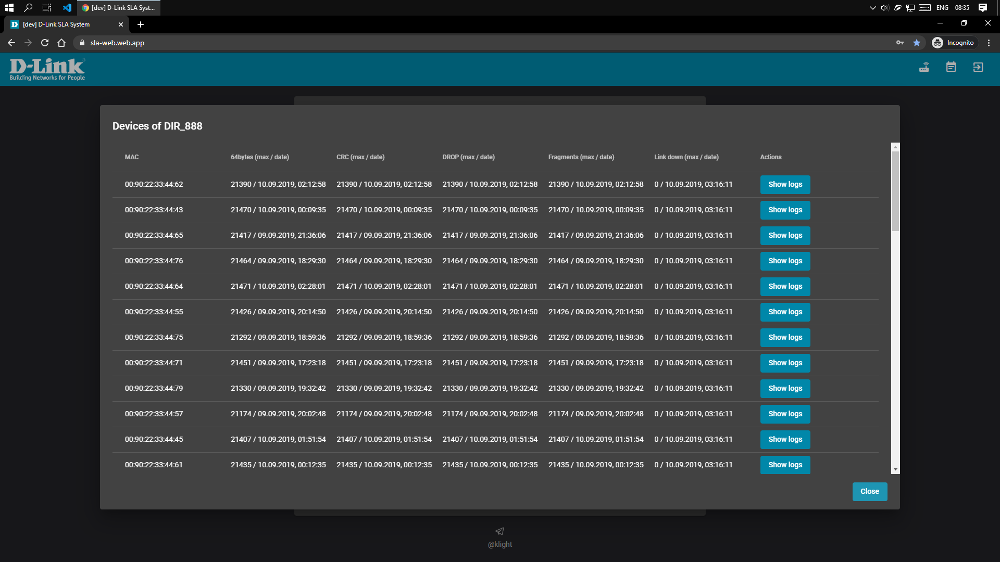 [dev] D-Link SLA Syst...
ENG 08:35
[dev] D-Link SLA System
sla-web.web.app
Incognito
D-Link®
Building Networks for People
Devices of DIR_888
MAC 64bytes (max / date) CRC (max / date) DROP (max / date) Fragments (max / date) Link down (max / date) Actions
00:90:22:33:44:62 21390 / 10.09.2019, 02:12:58 21390 / 10.09.2019, 02:12:58 21390 / 10.09.2019, 02:12:58 21390 / 10.09.2019, 02:12:58 0 / 10.09.2019, 03:16:11 Show logs
00:90:22:33:44:43 21470 / 10.09.2019, 00:09:35 21470 / 10.09.2019, 00:09:35 21470 / 10.09.2019, 00:09:35 21470 / 10.09.2019, 00:09:35 0 / 10.09.2019, 03:16:11 Show logs
00:90:22:33:44:65 21417 / 09.09.2019, 21:36:06 21417 / 09.09.2019, 21:36:06 21417 / 09.09.2019, 21:36:06 21417 / 09.09.2019, 21:36:06 0 / 10.09.2019, 03:16:11 Show logs
00:90:22:33:44:76 21464 / 09.09.2019, 18:29:30 21464 / 09.09.2019, 18:29:30 21464 / 09.09.2019, 18:29:30 21464 / 09.09.2019, 18:29:30 0 / 10.09.2019, 03:16:11 Show logs
00:90:22:33:44:64 21471 / 10.09.2019, 02:28:01 21471 / 10.09.2019, 02:28:01 21471 / 10.09.2019, 02:28:01 21471 / 10.09.2019, 02:28:01 0 / 10.09.2019, 03:16:11 Show logs
00:90:22:33:44:55 21426 / 09.09.2019, 20:14:50 21426 / 09.09.2019, 20:14:50 21426 / 09.09.2019, 20:14:50 21426 / 09.09.2019, 20:14:50 0 / 10.09.2019, 03:16:11 Show logs
00:90:22:33:44:75 21292 / 09.09.2019, 18:59:36 21292 / 09.09.2019, 18:59:36 21292 / 09.09.2019, 18:59:36 21292 / 09.09.2019, 18:59:36 0 / 10.09.2019, 03:16:11 Show logs
00:90:22:33:44:71 21451 / 09.09.2019, 17:23:18 21451 / 09.09.2019, 17:23:18 21451 / 09.09.2019, 17:23:18 21451 / 09.09.2019, 17:23:18 0 / 10.09.2019, 03:16:11 Show logs
00:90:22:33:44:79 21330 / 09.09.2019, 19:32:42 21330 / 09.09.2019, 19:32:42 21330 / 09.09.2019, 19:32:42 21330 / 09.09.2019, 19:32:42 0 / 10.09.2019, 03:16:11 Show logs
00:90:22:33:44:57 21174 / 09.09.2019, 20:02:48 21174 / 09.09.2019, 20:02:48 21174 / 09.09.2019, 20:02:48 21174 / 09.09.2019, 20:02:48 0 / 10.09.2019, 03:16:11 Show logs
00:90:22:33:44:45 21407 / 10.09.2019, 01:51:54 21407 / 10.09.2019, 01:51:54 21407 / 10.09.2019, 01:51:54 21407 / 10.09.2019, 01:51:54 0 / 10.09.2019, 03:16:11 Show logs
00:90:22:33:44:61 21435 / 10.09.2019, 00:12:35 21435 / 10.09.2019, 00:12:35 21435 / 10.09.2019, 00:12:35 21435 / 10.09.2019, 00:12:35 0 / 10.09.2019, 03:16:11 Show logs
Close
@klight